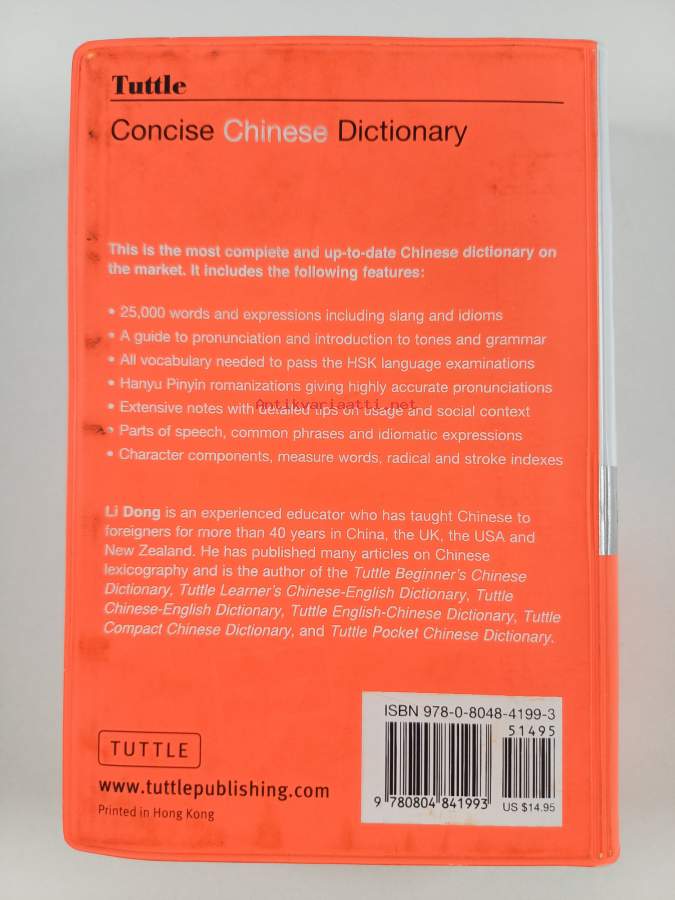 Tuttle
Concise Chinese Dictionary
This is the most complete and up-to-date Chinese dictionary on
the market. It includes the following features:
• 25,000 words and expressions including slang and idioms
• A guide to pronunciation and introduction to tones and grammar
• All vocabulary needed to pass the HSK language examinations
• Hanyu Pinyin romanizations giving highly accurate pronunciations
Antikvariaatti.net
• Extensive notes with detailed tips on usage and social context
• Parts of speech, common phrases and idiomatic expressions
• Character components, measure words, radical and stroke indexes
Li Dong is an experienced educator who has taught Chinese to
foreigners for more than 40 years in China, the UK, the USA and
New Zealand. He has published many articles on Chinese
lexicography and is the author of the Tuttle Beginner's Chinese
Dictionary, Tuttle Learner's Chinese-English Dictionary, Tuttle
Chinese-English Dictionary, Tuttle English-Chinese Dictionary, Tuttle
Compact Chinese Dictionary, and Tuttle Pocket Chinese Dictionary.
ISBN 978-0-8048-4199-3
51495
9 780804 841993
US $14.95
TUTTLE
www.tuttlepublishing.com
Printed in Hong Kong